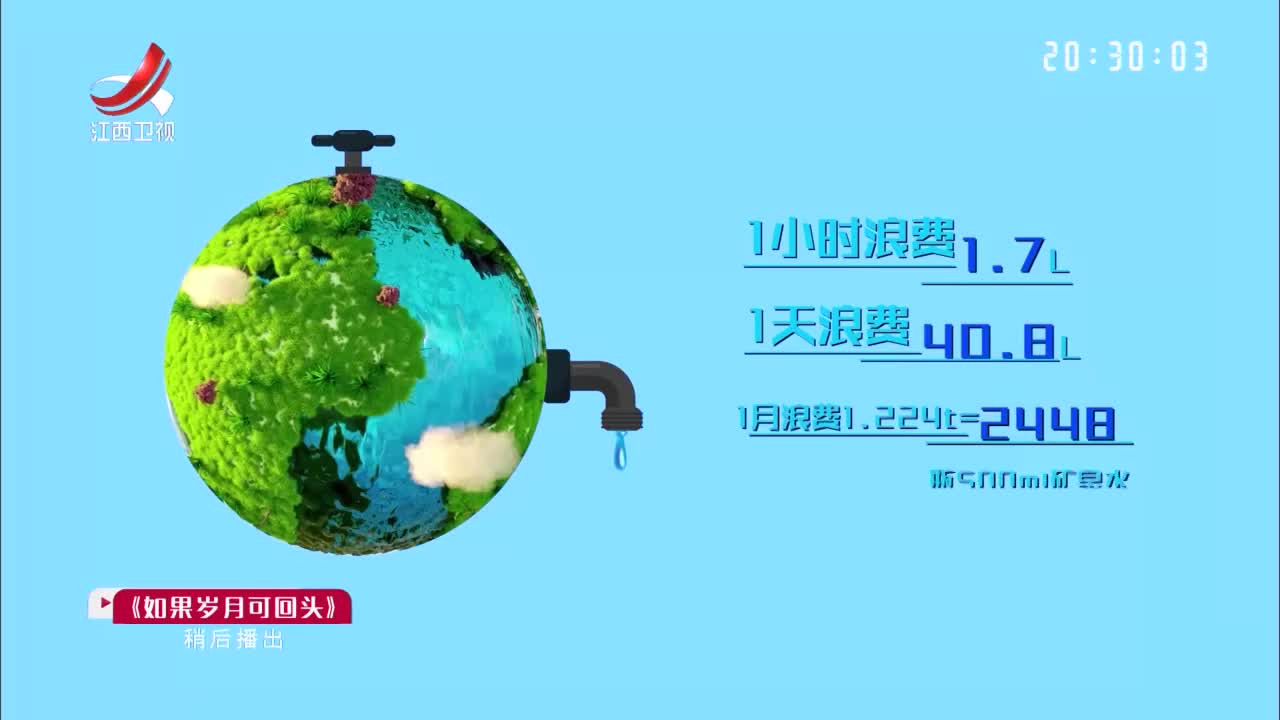 江西卫视
20:30:03
1小时浪费1.7L
1天浪费40.8L
1月浪费1.224t=2448
瓶500ml矿泉水
《如果岁月可回头》
稍后播出